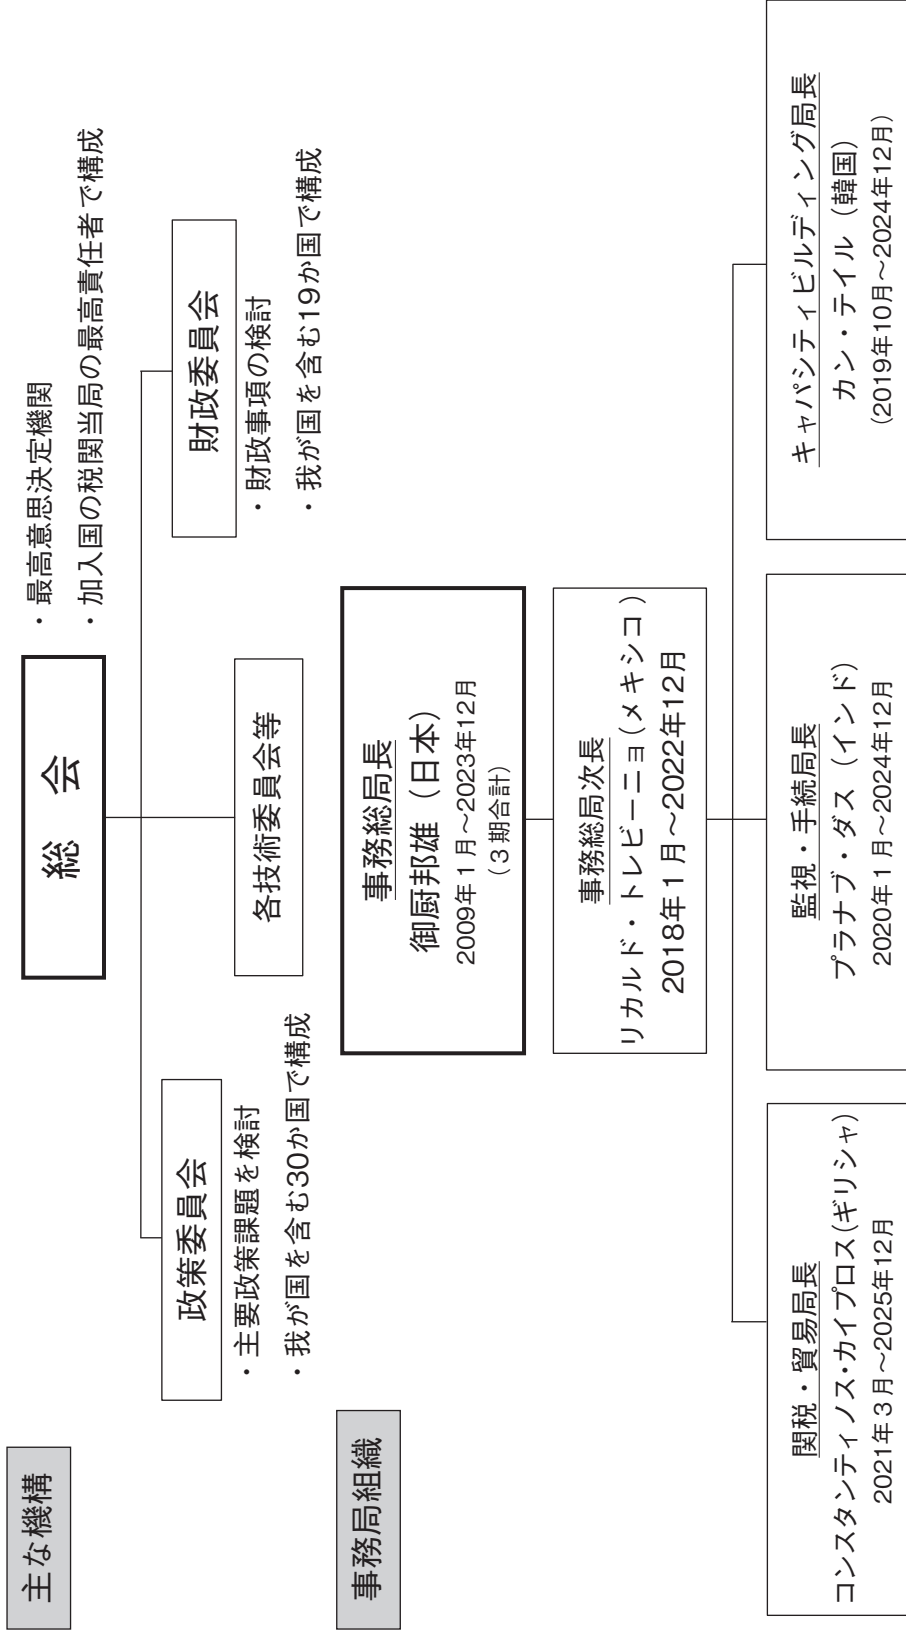 主な機構
総　会
・最高意思決定機関
・加入国の税関当局の最高責任者で構成
政策委員会
・主要政策課題を検討
・我が国を含む30か国で構成
各技術委員会等
財政委員会
・財政事項の検討
・我が国を含む19か国で構成
事務局組織
事務総局長
御厨邦雄（日本）
2009年１月～2023年12月
（３期合計）
事務総局次長
リカルド・トレビーニョ（メキシコ）
2018年１月～2022年12月
関税・貿易局長
コンスタンティノス・カイプロス(ギリシャ)
2021年３月～2025年12月
監視・手続局長
プラナブ・ダス（インド）
2020年１月～2024年12月
キャパシティビルディング局長
カン・テイル（韓国）
(2019年10月～2024年12月)